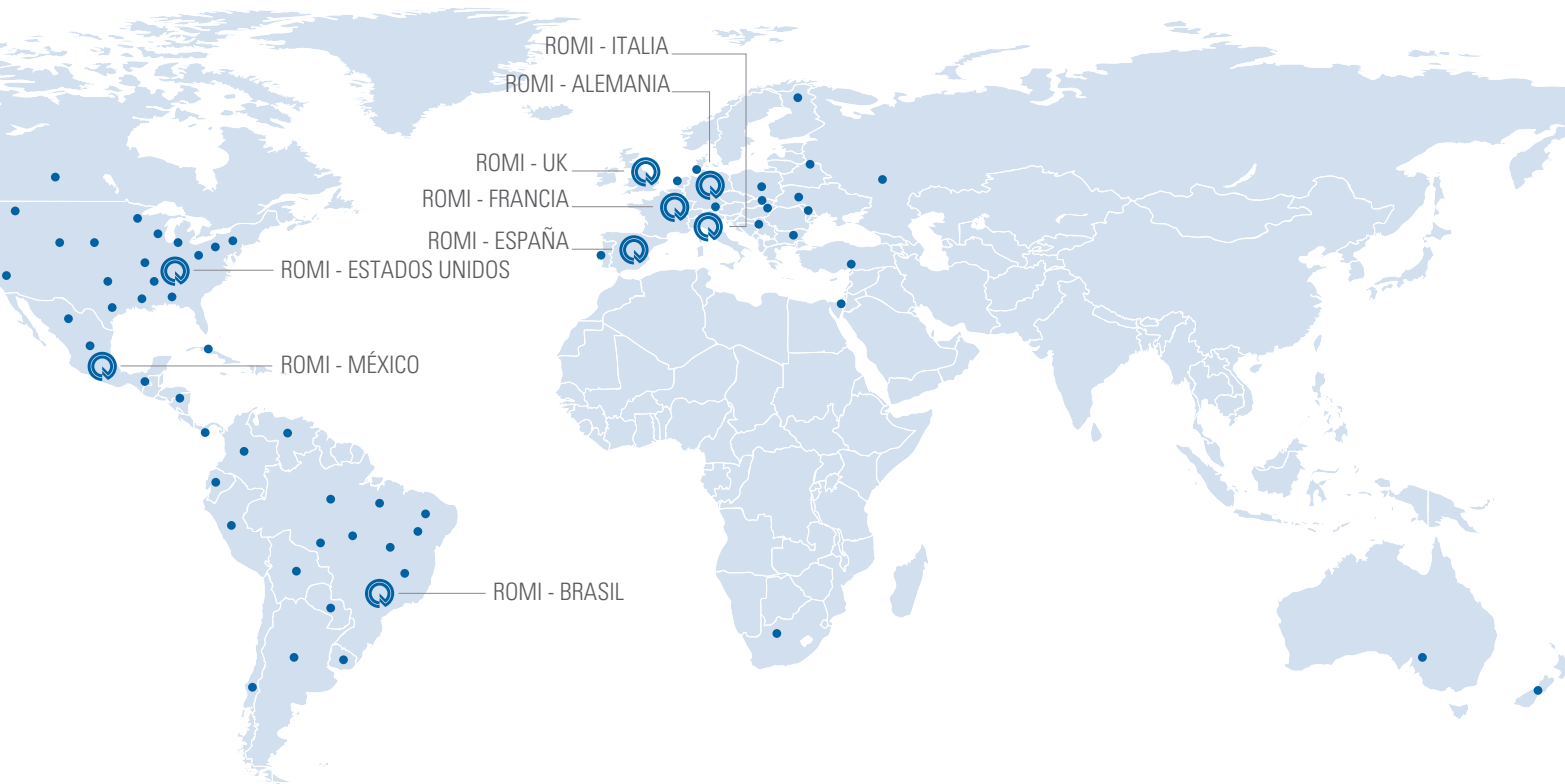 ROMI - ITALIA
ROMI - ALEMANIA
ROMI - UK
ROMI - FRANCIA
ROMI - ESPAÑA
ROMI - ESTADOS UNIDOS
ROMI - MÉXICO
ROMI - BRASIL